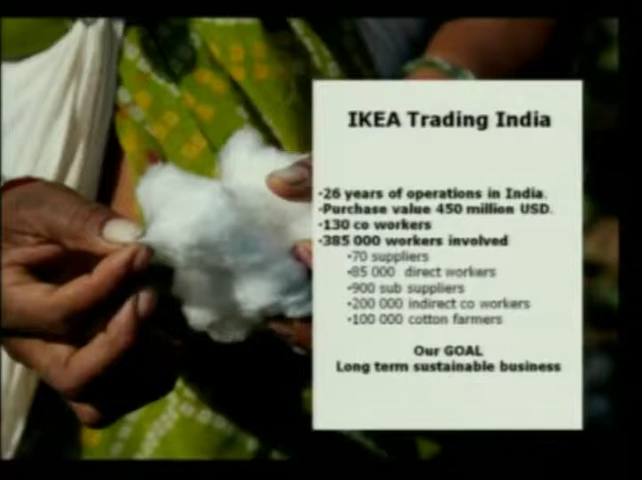 IKEA Trading India
•26 years of operations in India.
•Purchase value 450 million USD.
•130 co workers
•385 000 workers involved
•70 suppliers
•85 000 direct workers
•900 sub suppliers
•200 000 indirect co workers
•100 000 cotton farmers
Our GOAL
Long term sustainable business